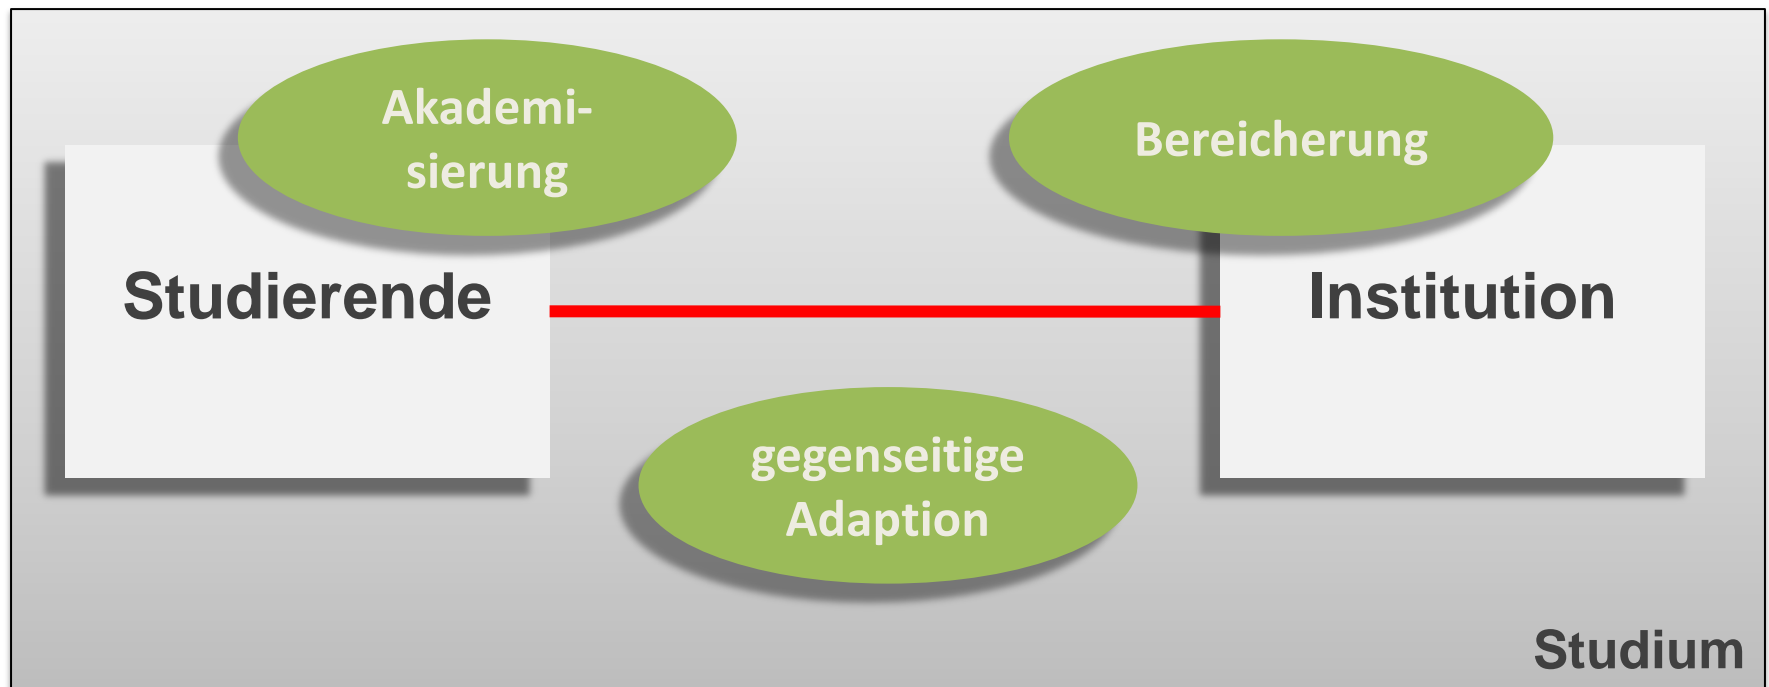 Akademi-
sierung
Bereicherung
Studierende
Institution
gegenseitige
Adaption
Studium